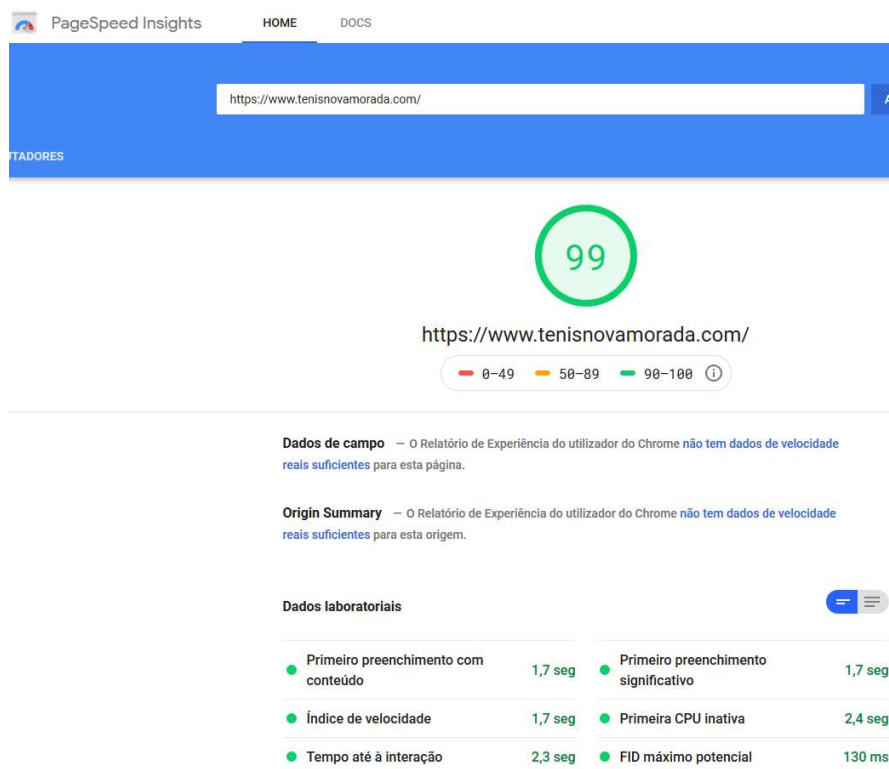 PageSpeed Insights HOME DOCS
https://www.tenisnovamorada.com/ A
TADORES
99
https://www.tenisnovamorada.com/
0–49 50–89 90–100
Dados de campo — O Relatório de Experiência do utilizador do Chrome não tem dados de velocidade
reais suficientes para esta página.
Origin Summary — O Relatório de Experiência do utilizador do Chrome não tem dados de velocidade
reais suficientes para esta origem.
Dados laboratoriais
Primeiro preenchimento com
conteúdo 1,7 seg
Primeiro preenchimento
significativo 1,7 seg
Índice de velocidade 1,7 seg
Primeira CPU inativa 2,4 seg
Tempo até à interação 2,3 seg
FID máximo potencial 130 ms